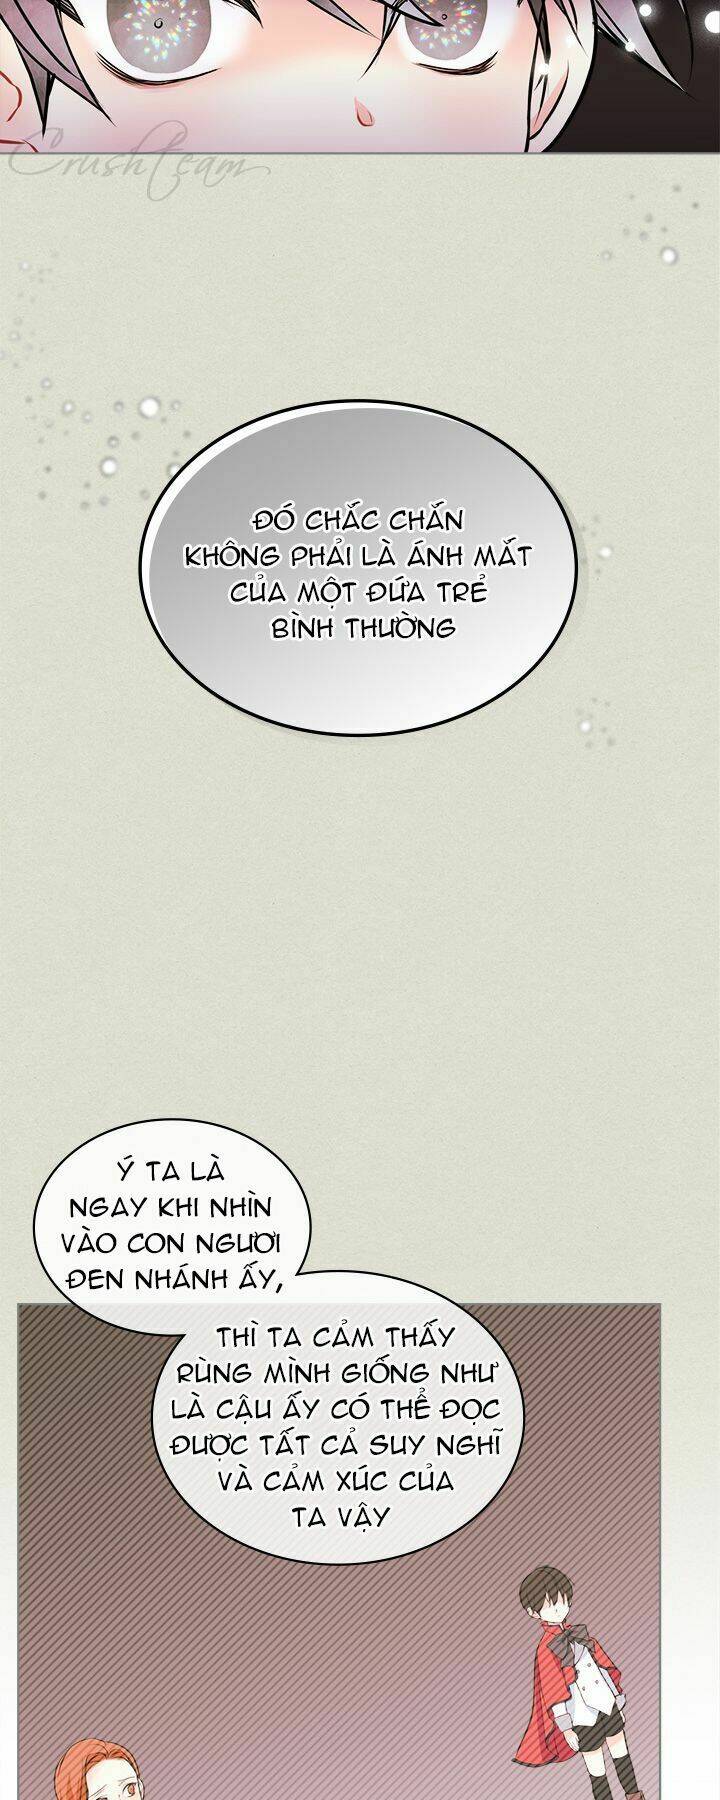 Crushteam
ĐÓ CHẮC CHẮN
KHÔNG PHẢI LÀ ÁNH MẮT
CỦA MỘT ĐỨA TRẺ
BÌNH THƯỜNG
Ý TA LÀ
NGAY KHI NHÌN
VÀO CON NGƯƠI
ĐEN NHÁNH ẤY,
THÌ TA CẢM THẤY
RÙNG MÌNH GIỐNG NHƯ
LÀ CẬU ẤY CÓ THỂ ĐỌC
ĐƯỢC TẤT CẢ SUY NGHĨ
VÀ CẢM XÚC CỦA
TA VẬY